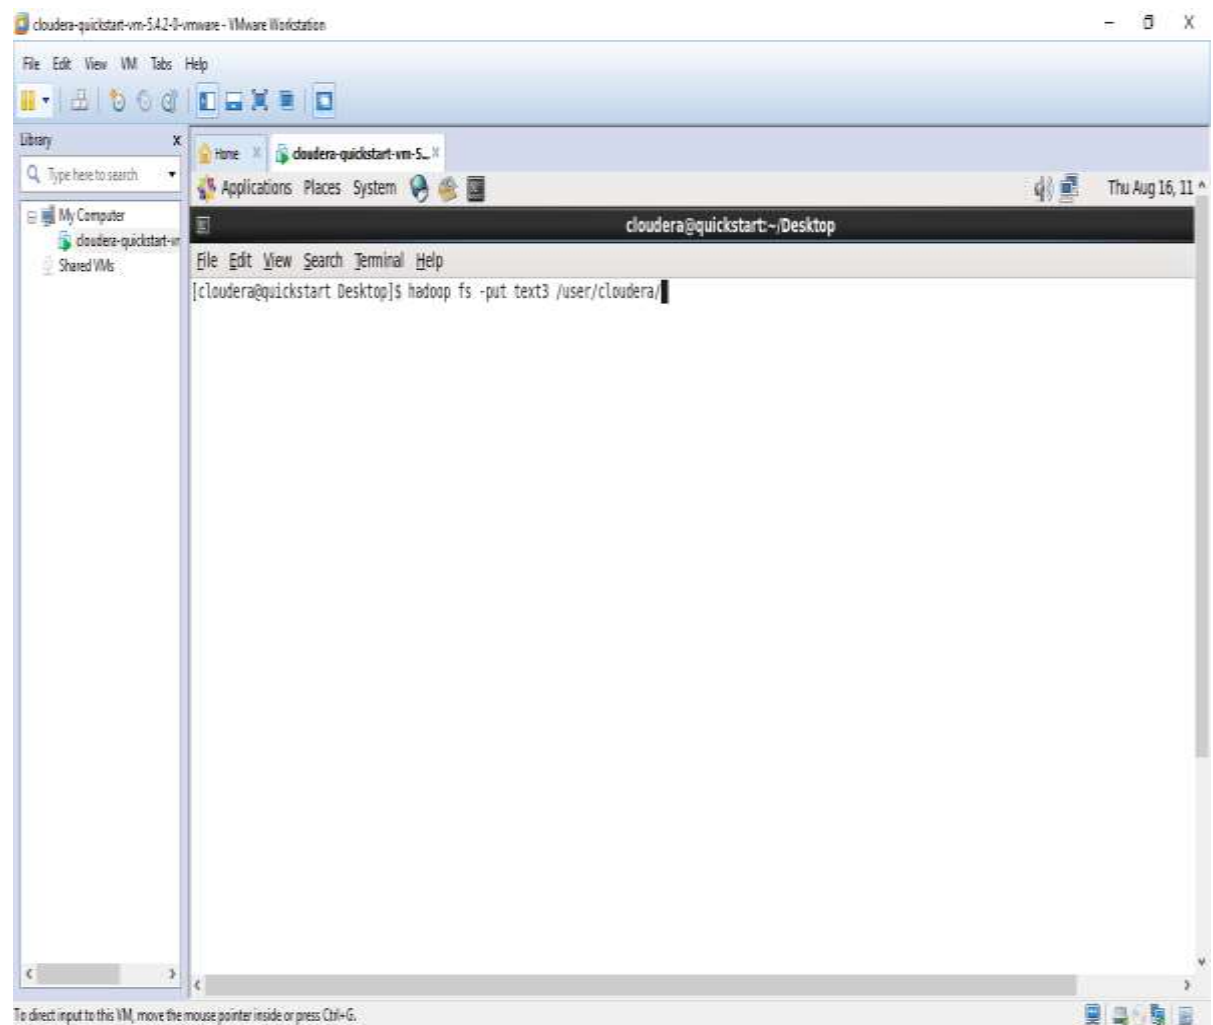 cloudera-quickstart-vm-5.4.2-0-vmware - VMware Workstation
File Edit View VM Tabs Help
Library
Home
cloudera-quickstart-vm-5...
Type here to search
Applications Places System
Thu Aug 16, 11
My Computer
cloudera@quickstart:~/Desktop
cloudera-quickstart-vr
Shared VMs
File Edit View Search Terminal Help
[cloudera@quickstart Desktop]$ hadoop fs -put text3 /user/cloudera/
To direct input to this VM, move the mouse pointer inside or press Ctrl+G.